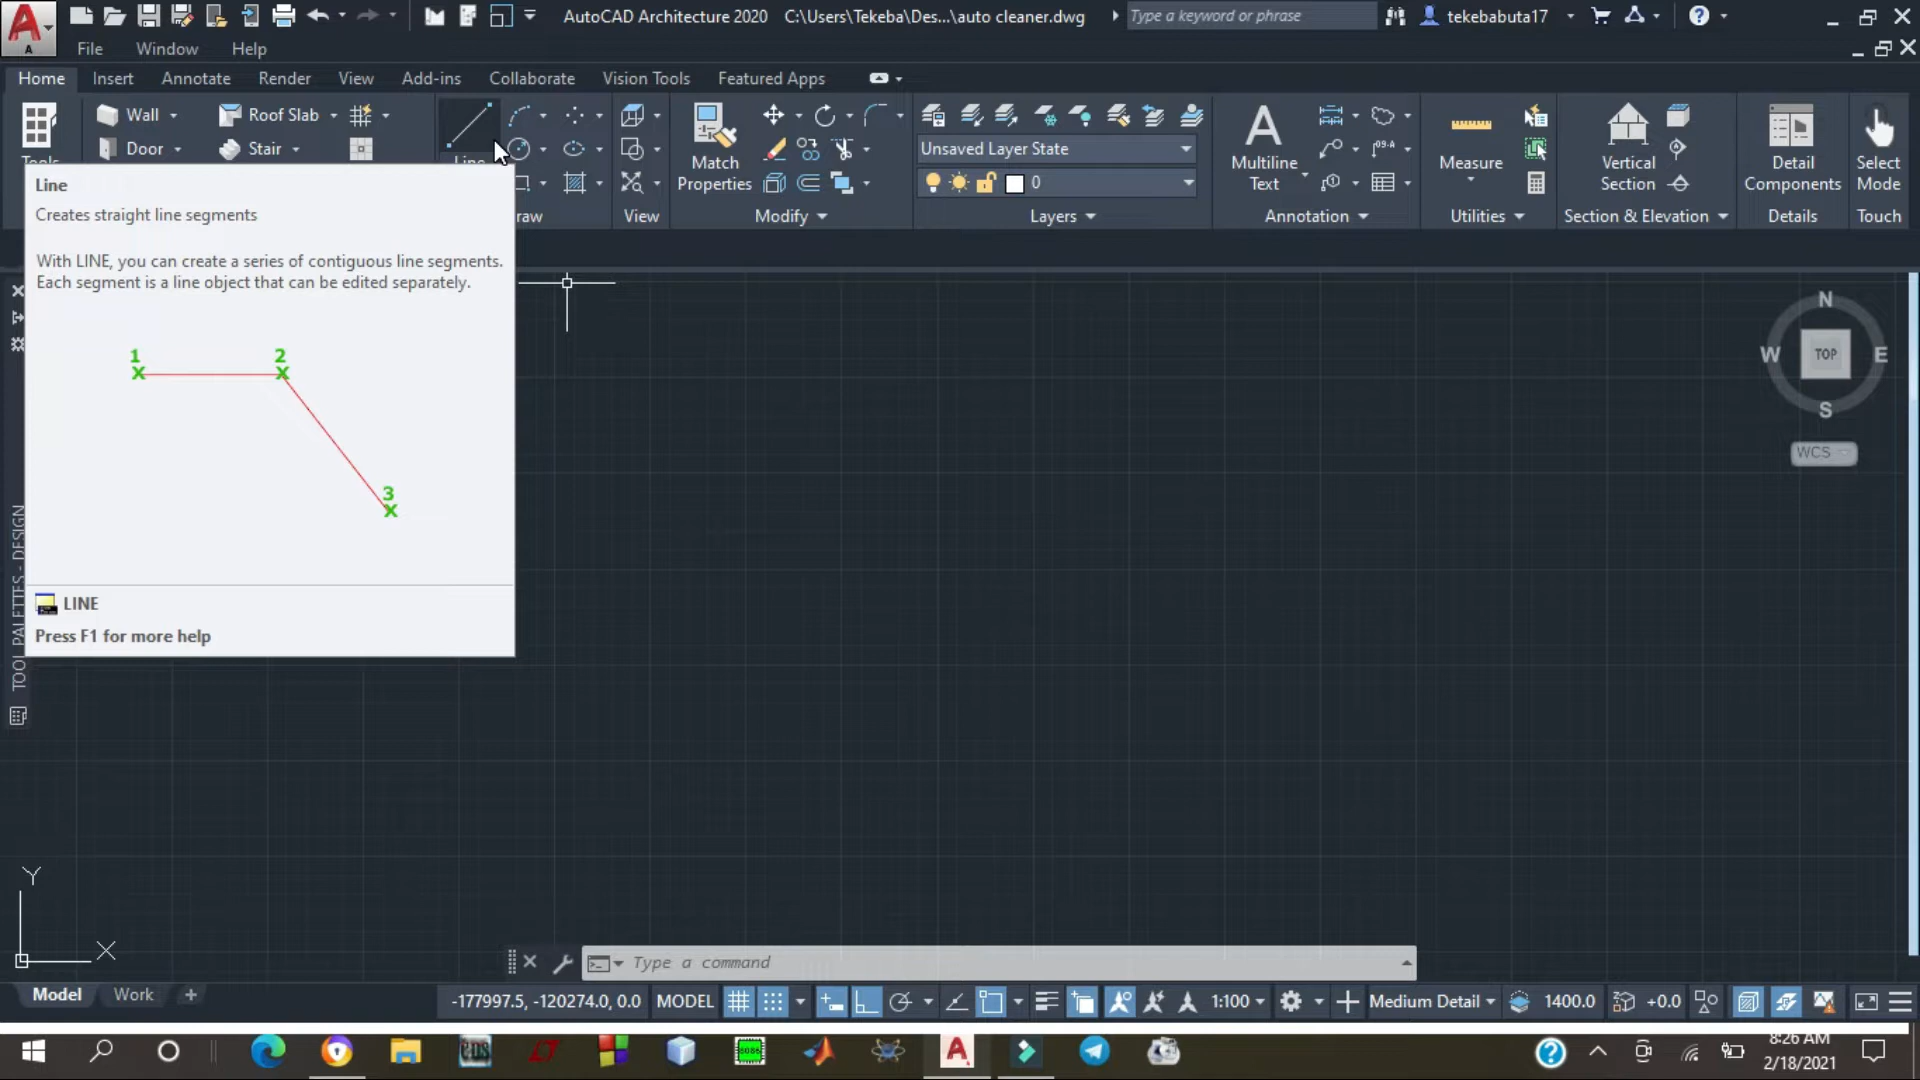 AutoCAD Architecture 2020 C:\Users\Tekeba\Des...\auto cleaner.dwg Type a keyword or phrase tekebabuta17
A
File Window Help
Home Insert Annotate Render View Add-ins Collaborate Vision Tools Featured Apps
Wall Roof Slab
Door Stair
Match Properties
Unsaved Layer State
0
Multiline Text
Measure
Vertical Section
Detail Components
Select Mode
View Modify Layers Annotation Utilities Section & Elevation Details Touch
Line
Creates straight line segments
With LINE, you can create a series of contiguous line segments.
Each segment is a line object that can be edited separately.
1 2
3
LINE
Press F1 for more help
TOOL PALETTES - DESIGN
N
W TOP E
S
WCS
Y
X
Type a command
Model Work +
-177997.5, -120274.0, 0.0 MODEL 1:100 Medium Detail 1400.0 +0.0
8:26 AM
2/18/2021